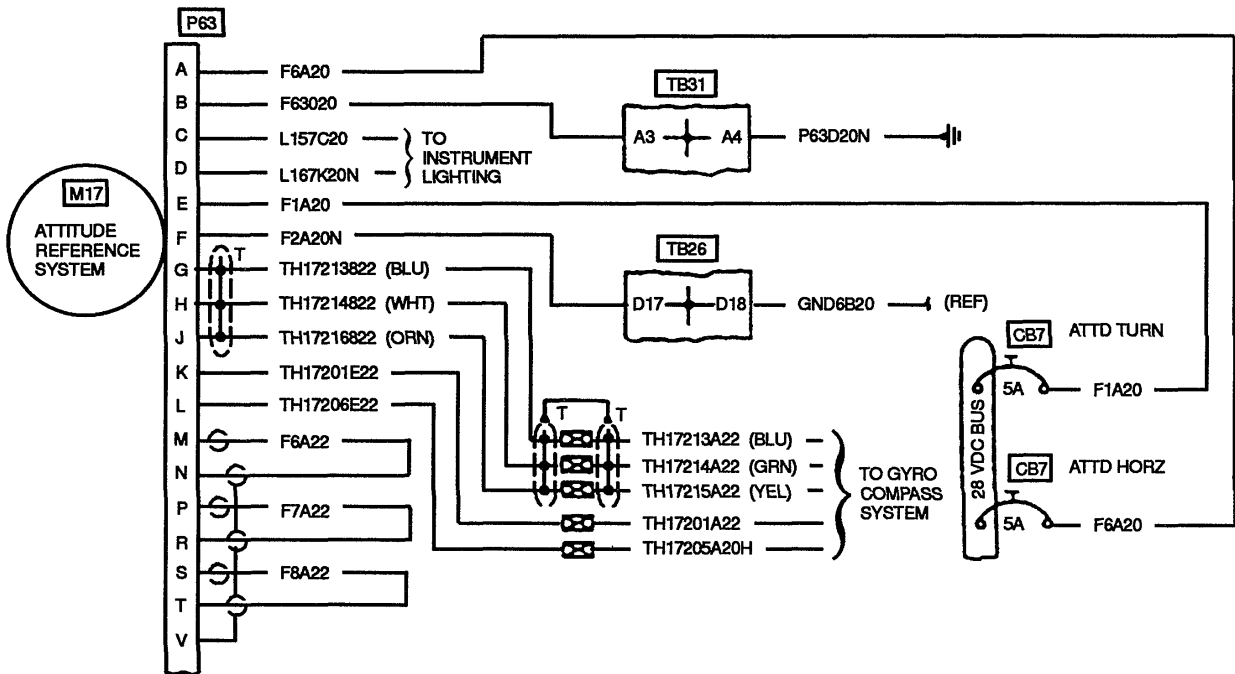 P63
A F6A20
B F63020
C L157C20
D L167K20N
TO
INSTRUMENT
LIGHTING
TB31
A3 A4 P63D20N
M17
ATTITUDE
REFERENCE
SYSTEM
E F1A20
F F2A20N
T
G TH17213822 (BLU)
H TH17214822 (WHT)
J TH17216822 (ORN)
K TH17201E22
L TH17206E22
M F6A22
N
P F7A22
R
S F8A22
T
V
TB26
D17 D18 GND6B20 (REF)
T T
TH17213A22 (BLU)
TH17214A22 (GRN)
TH17215A22 (YEL)
TH17201A22
TH17205A20H
TO GYRO
COMPASS
SYSTEM
28 VDC BUS
CB7 ATTD TURN
5A F1A20
CB7 ATTD HORZ
5A F6A20